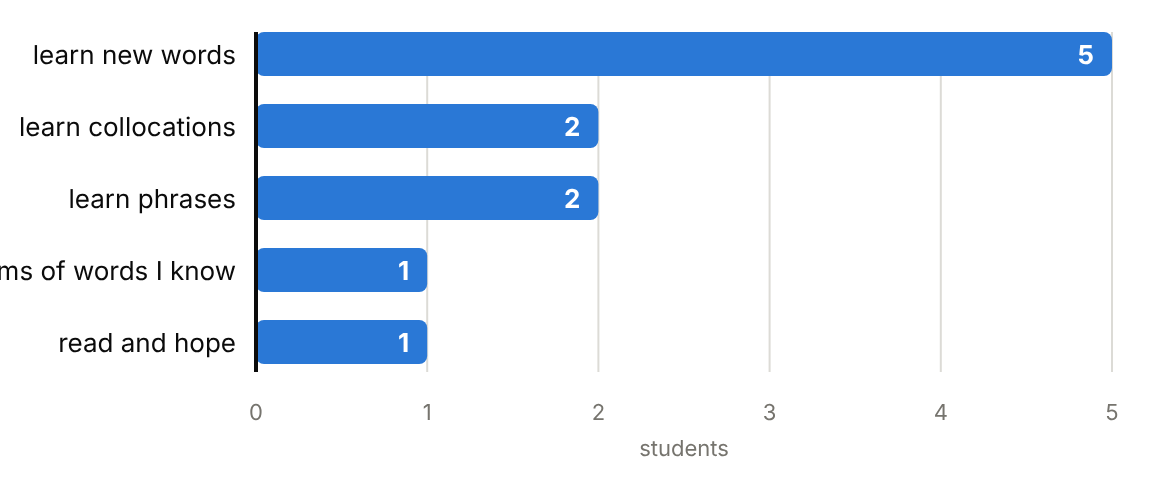 learn new words 5
learn collocations 2
learn phrases 2
of words I know 1
read and hope 1
0 1 2 3 4 5
students